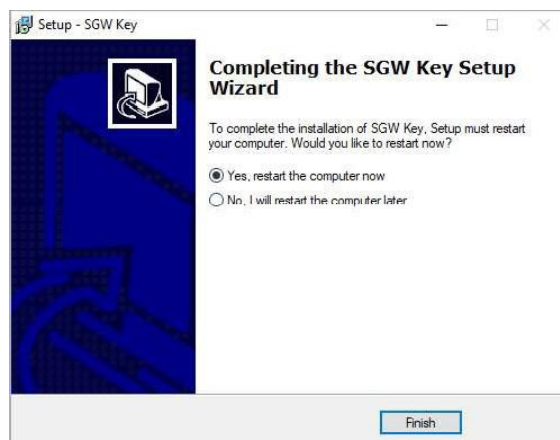 Setup - SGW Key
Completing the SGW Key Setup
Wizard
To complete the installation of SGW Key, Setup must restart
your computer. Would you like to restart now?
Yes, restart the computer now
No, I will restart the computer later
Finish